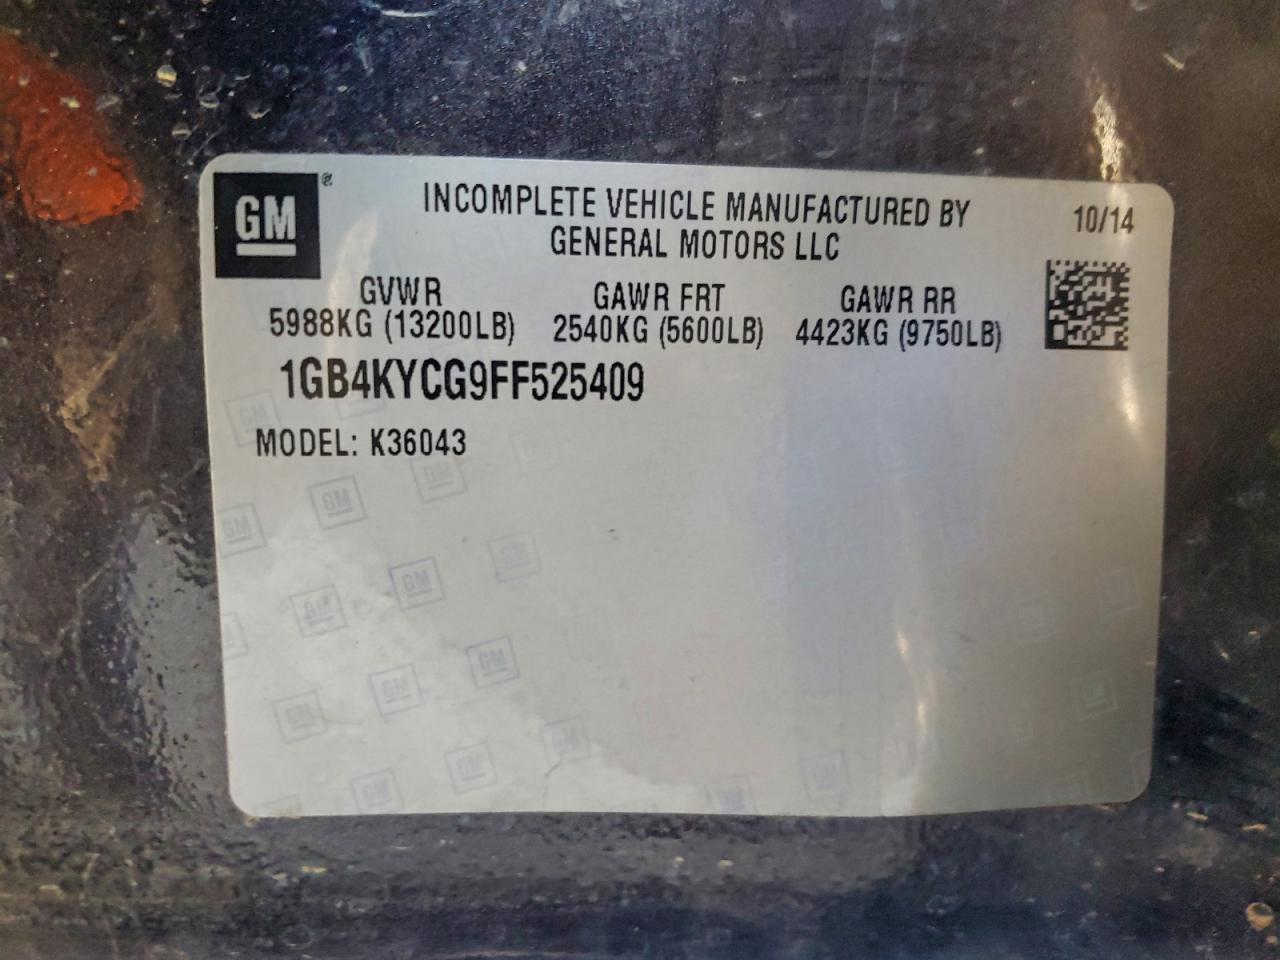 GM ®
INCOMPLETE VEHICLE MANUFACTURED BY
GENERAL MOTORS LLC
10/14
GVWR GAWR FRT GAWR RR
5988KG (13200LB) 2540KG (5600LB) 4423KG (9750LB)
1GB4KYCG9FF525409
MODEL: K36043